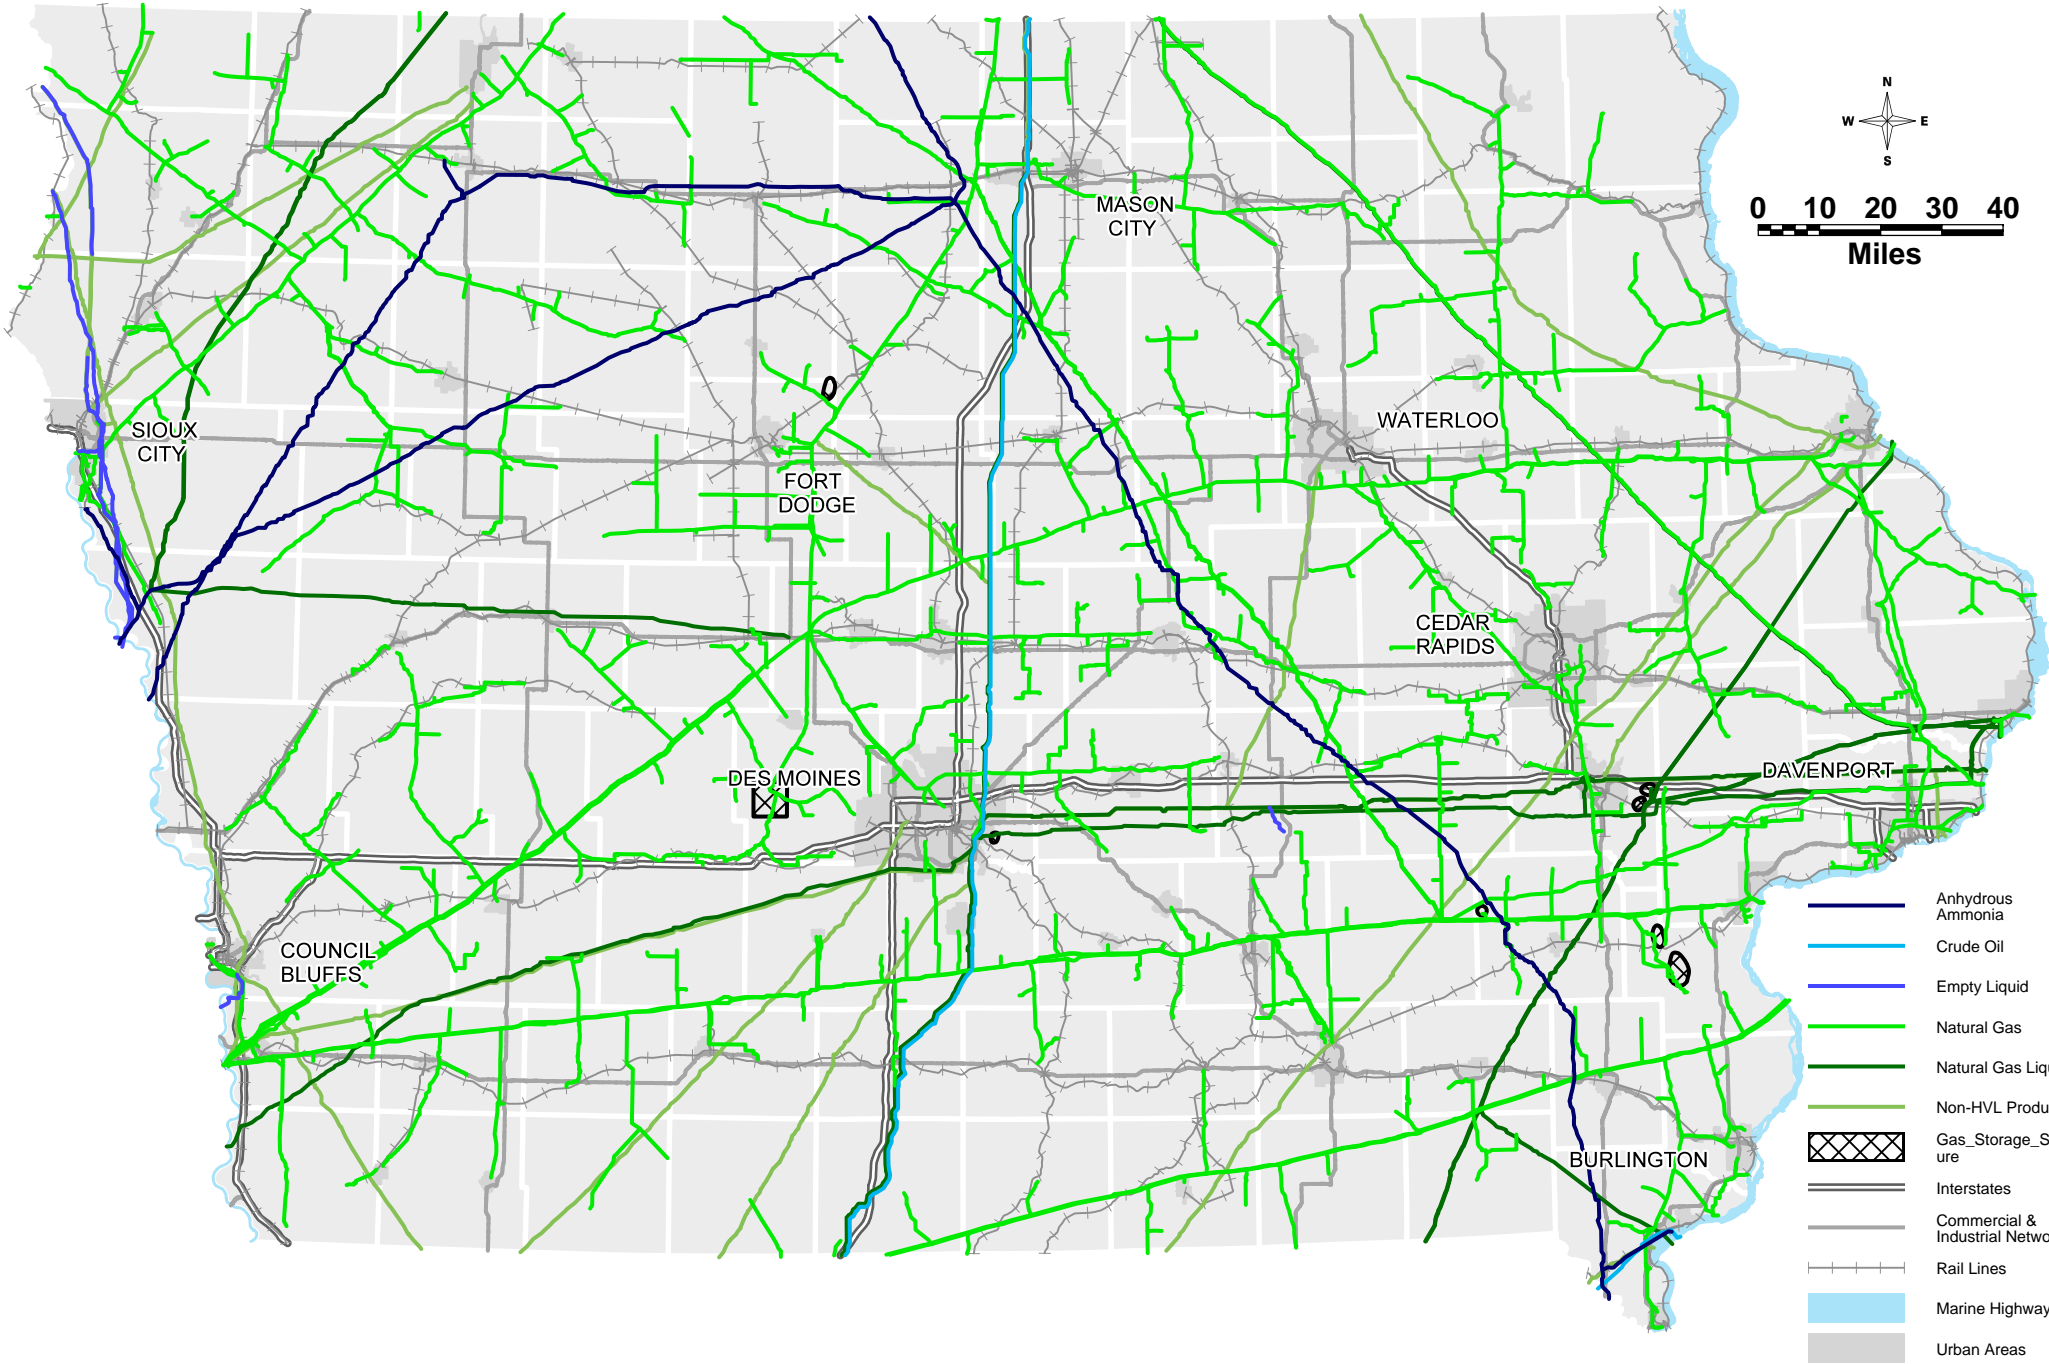 N
W E
S
0 10 20 30 40
Miles
MASON
CITY
SIOUX
CITY
WATERLOO
FORT
DODGE
CEDAR
RAPIDS
DES MOINES
DAVENPORT
COUNCIL
BLUFFS
BURLINGTON
Anhydrous
Ammonia
Crude Oil
Empty Liquid
Natural Gas
Natural Gas Liqu
Non-HVL Produ
Gas_Storage_S
ure
Interstates
Commercial &
Industrial Netwo
Rail Lines
Marine Highway
Urban Areas